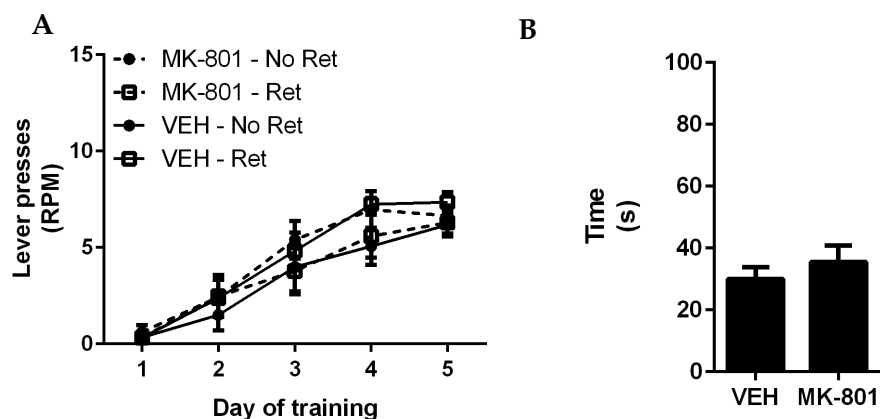 A
Lever presses
(RPM)
15
10
5
0
MK-801 - No Ret
MK-801 - Ret
VEH - No Ret
VEH - Ret
1 2 3 4 5
Day of training
B
Time
(s)
100
80
60
40
20
0
VEH MK-801